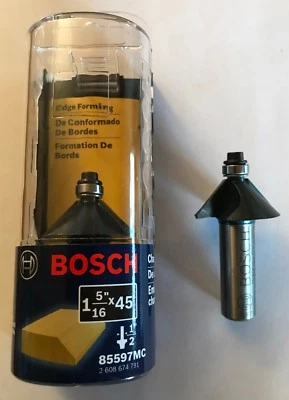 Edge Forming
De Conformado
De Bordes
Formation De
Bords
BOSCH
1 5/16" x 45
1/2"
85597MC
2 608 674 791
BOSCH